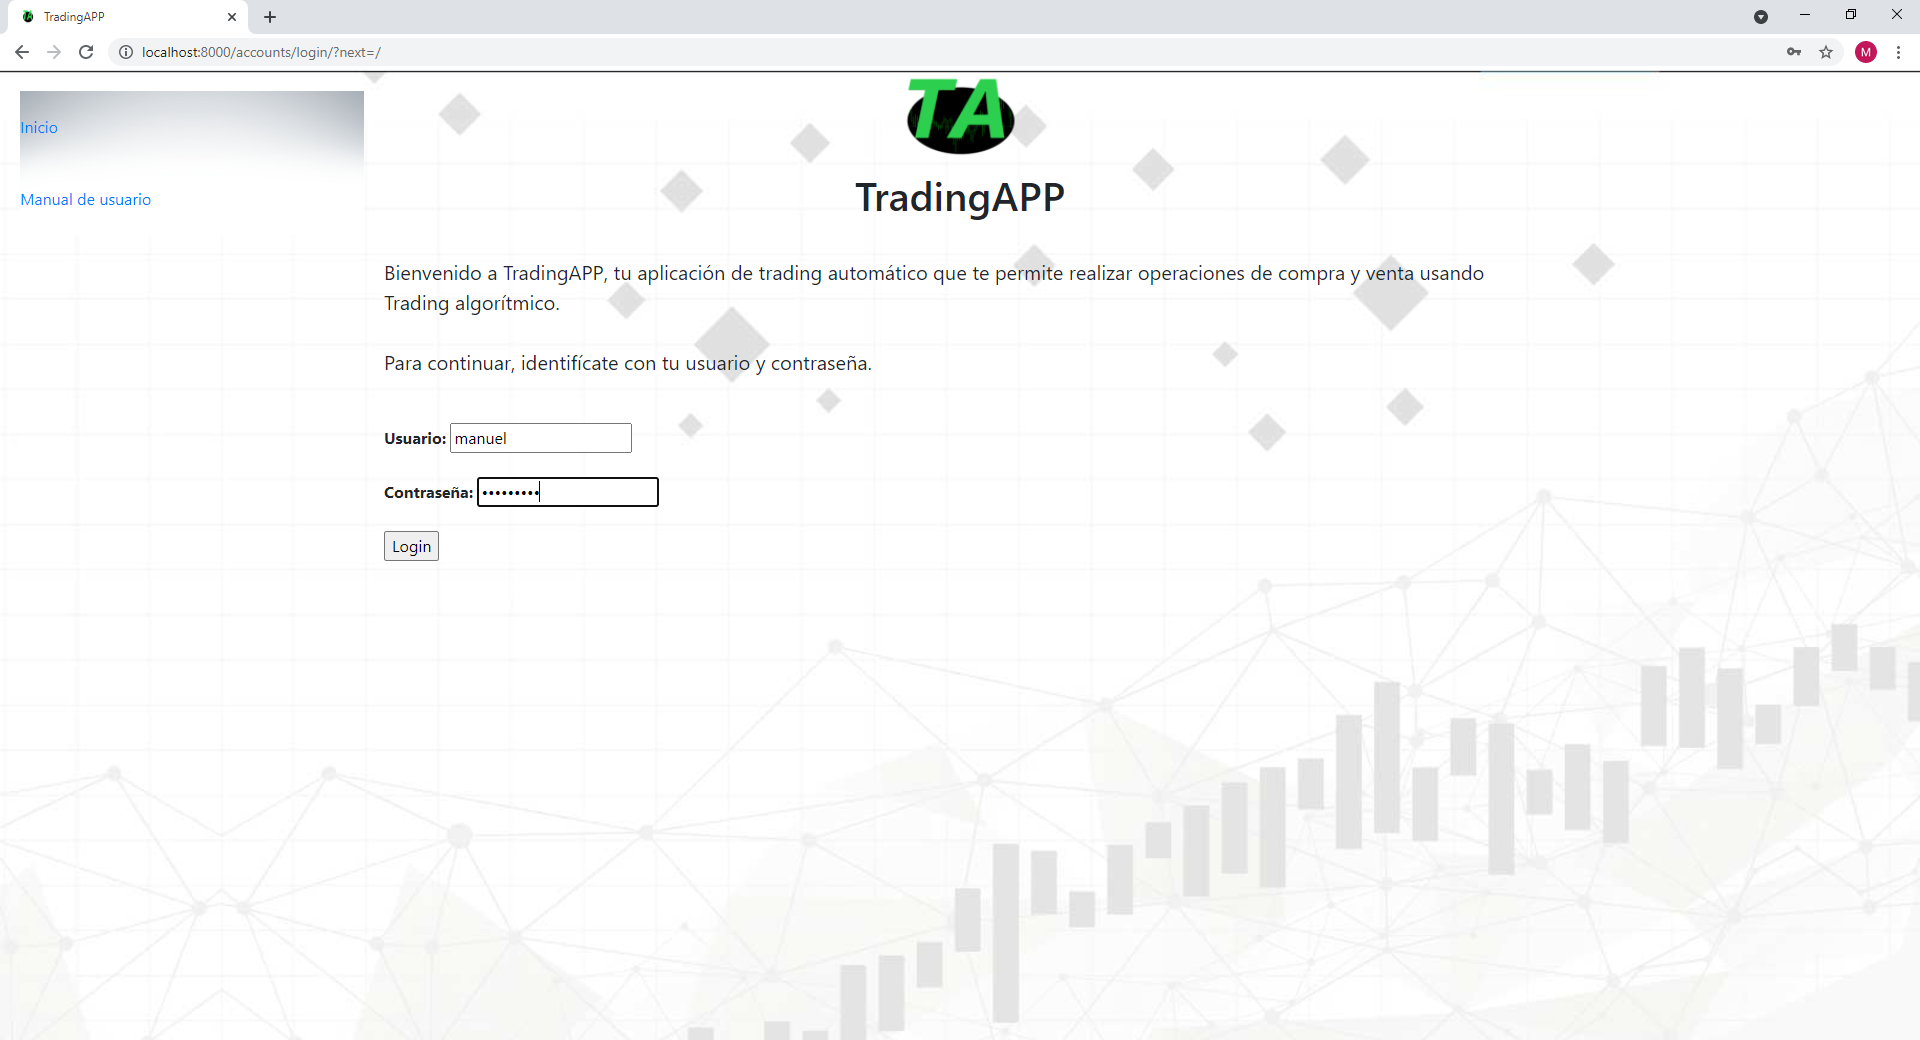 TradingAPP
localhost:8000/accounts/login/?next=/
M
TA
Inicio
TradingAPP
Manual de usuario
Bienvenido a TradingAPP, tu aplicación de trading automático que te permite realizar operaciones de compra y venta usando
Trading algorítmico.
Para continuar, identifícate con tu usuario y contraseña.
Usuario: manuel
Contraseña: •••••••••
Login